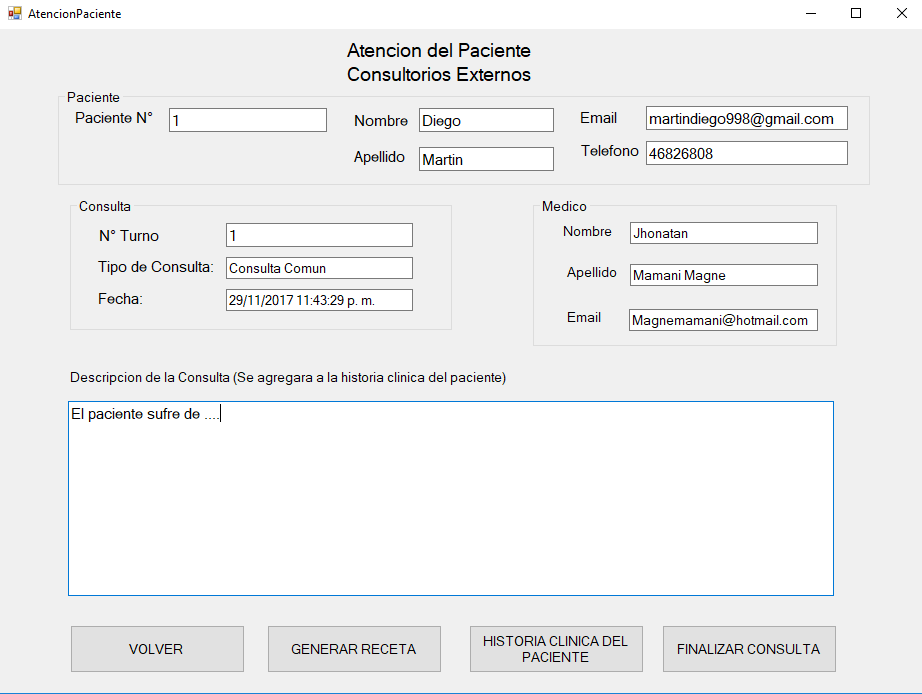 AtencionPaciente
Atencion del Paciente
Consultorios Externos
Paciente
Paciente N° 1
Nombre Diego
Email martindiego998@gmail.com
Apellido Martin
Telefono 46826808
Consulta
N° Turno 1
Tipo de Consulta: Consulta Comun
Fecha: 29/11/2017 11:43:29 p. m.
Medico
Nombre Jhonatan
Apellido Mamani Magne
Email Magnemamani@hotmail.com
Descripcion de la Consulta (Se agregara a la historia clinica del paciente)
El paciente sufre de ....
VOLVER
GENERAR RECETA
HISTORIA CLINICA DEL
PACIENTE
FINALIZAR CONSULTA